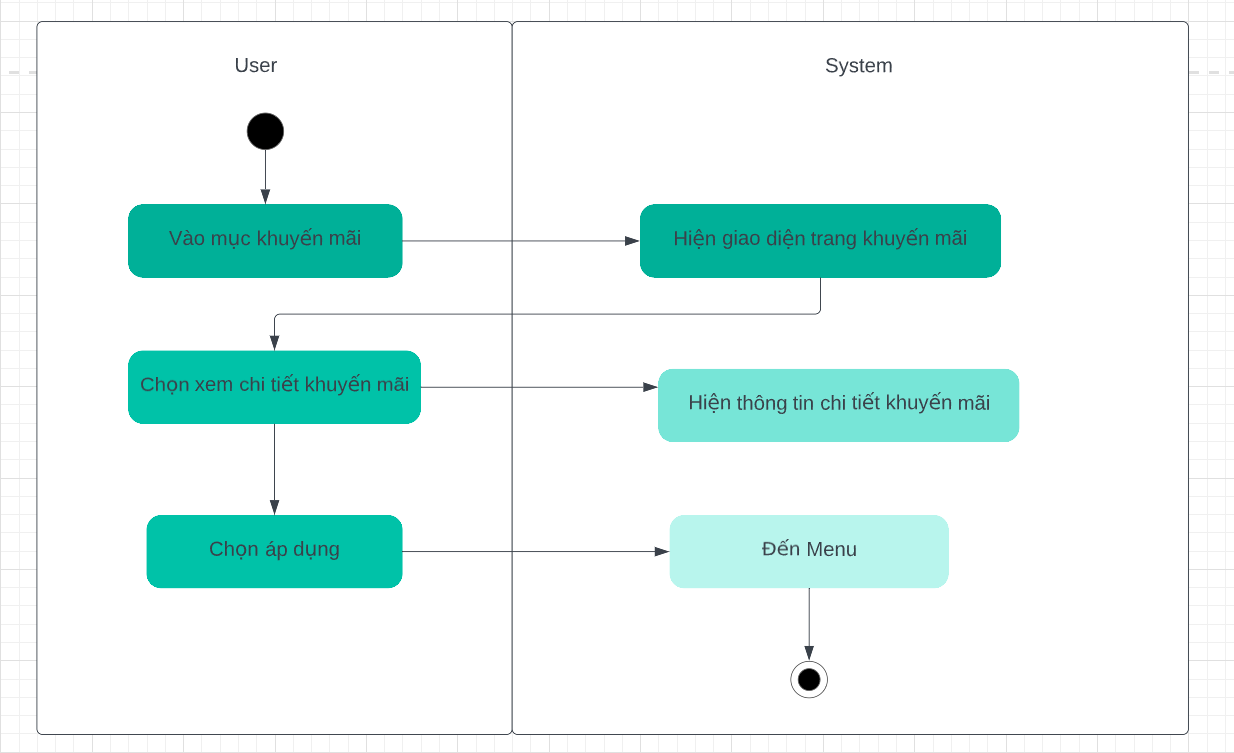 User
System
Vào mục khuyến mãi
Hiện giao diện trang khuyến mãi
Chọn xem chi tiết khuyến mãi
Hiện thông tin chi tiết khuyến mãi
Chọn áp dụng
Đến Menu